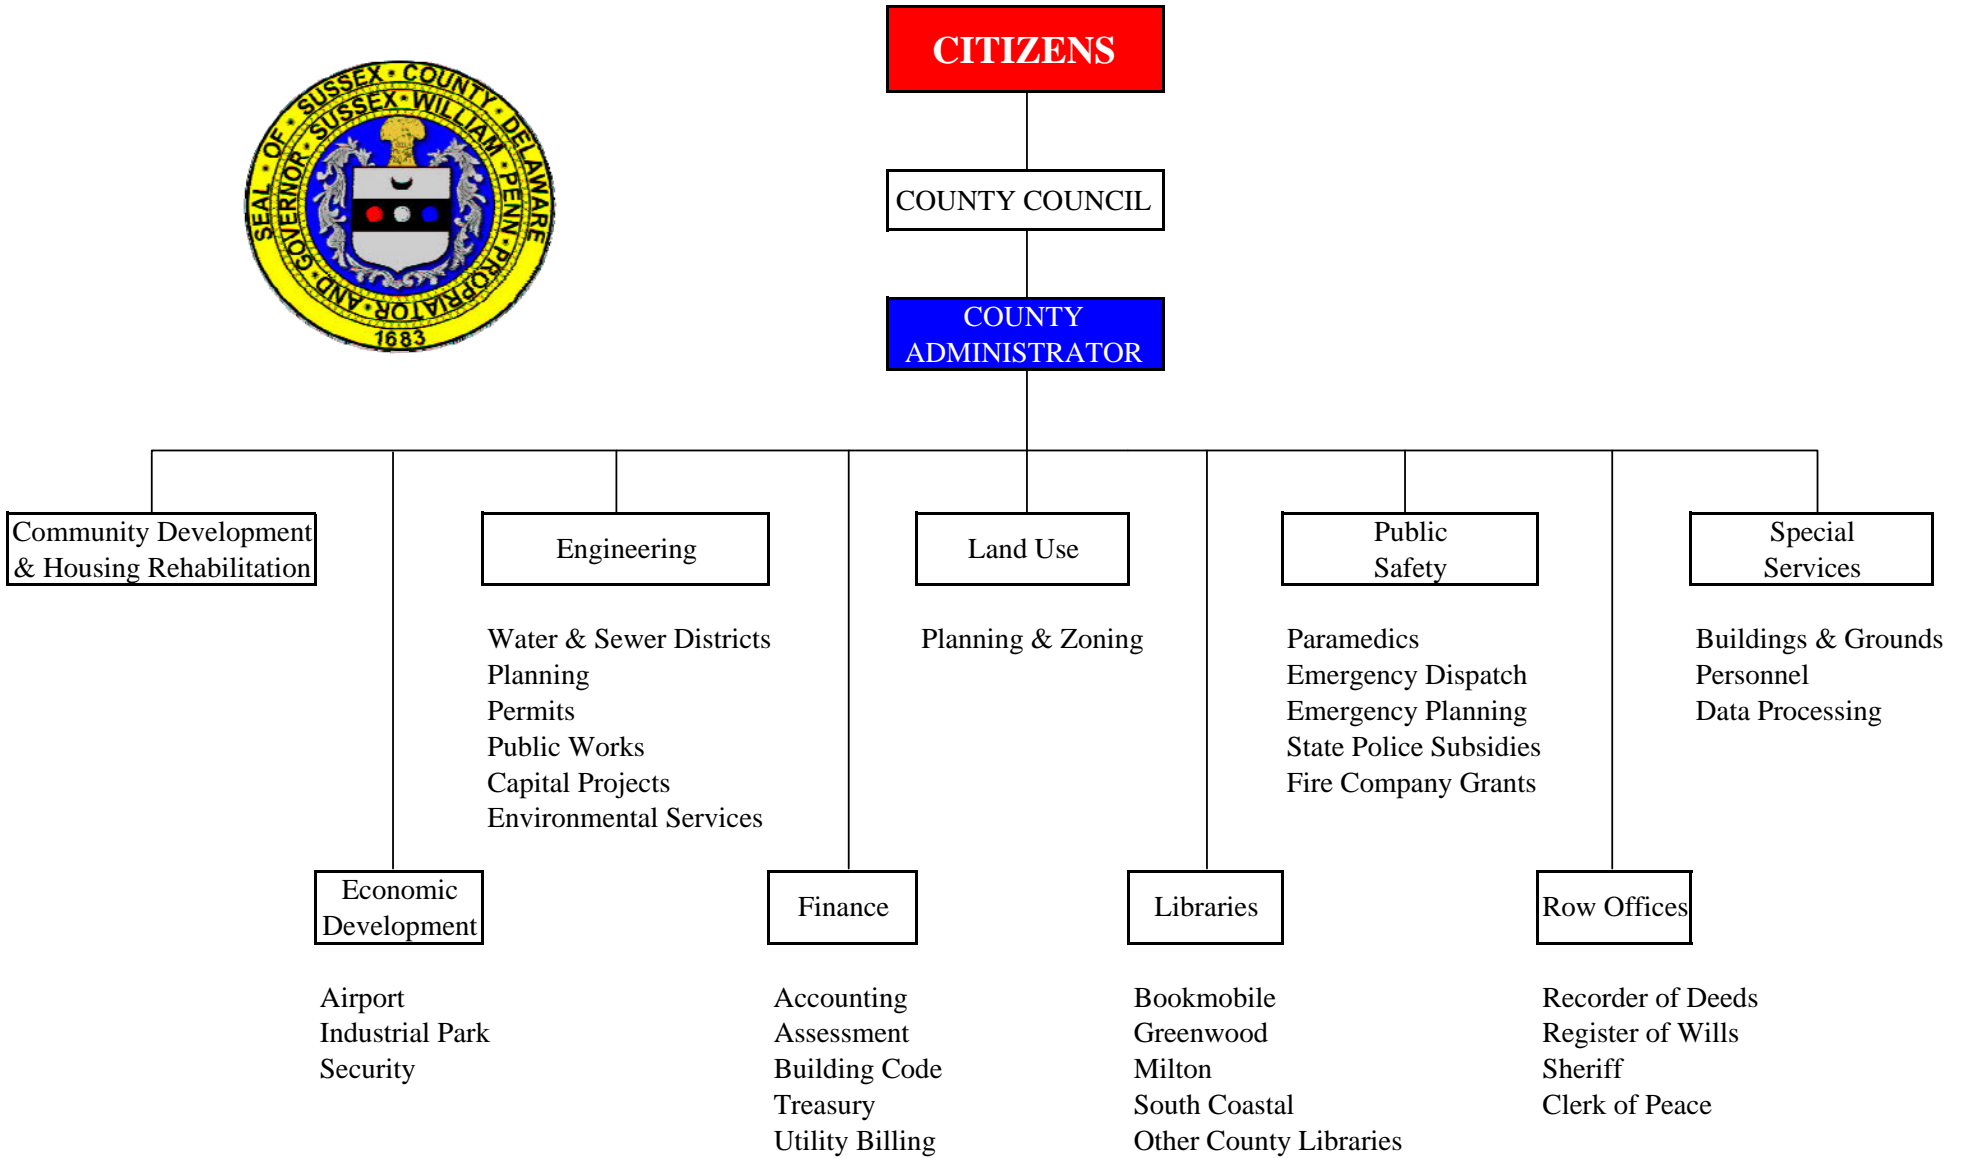 CITIZENS
SEAL · OF · SUSSEX · COUNTY · DELAWARE
GOVERNOR · SUSSEX · WILLIAM · PENN · PROPRIATOR · AND
1683
COUNTY COUNCIL
COUNTY
ADMINISTRATOR
Community Development
& Housing Rehabilitation
Engineering
Water & Sewer Districts
Planning
Permits
Public Works
Capital Projects
Environmental Services
Land Use
Planning & Zoning
Public
Safety
Paramedics
Emergency Dispatch
Emergency Planning
State Police Subsidies
Fire Company Grants
Special
Services
Buildings & Grounds
Personnel
Data Processing
Economic
Development
Airport
Industrial Park
Security
Finance
Accounting
Assessment
Building Code
Treasury
Utility Billing
Libraries
Bookmobile
Greenwood
Milton
South Coastal
Other County Libraries
Row Offices
Recorder of Deeds
Register of Wills
Sheriff
Clerk of Peace